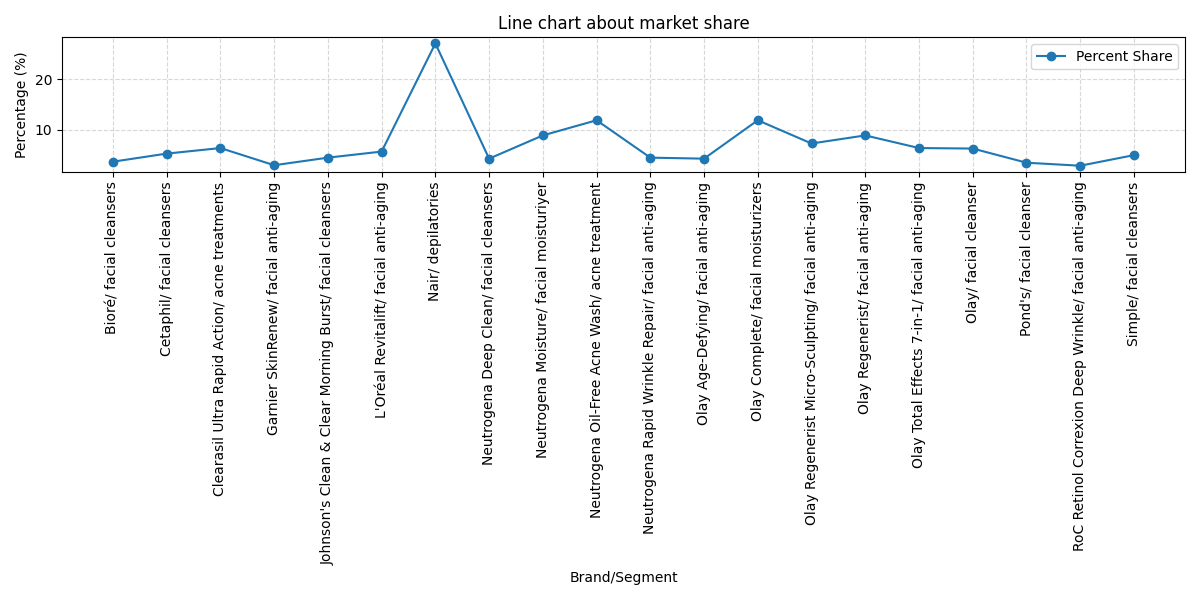 Line chart about market share
Percentage (%)
20
10
Percent Share
Bioré/ facial cleansers
Cetaphil/ facial cleansers
Clearasil Ultra Rapid Action/ acne treatments
Garnier SkinRenew/ facial anti-aging
Johnson's Clean & Clear Morning Burst/ facial cleansers
L'Oréal Revitalift/ facial anti-aging
Nair/ depilatories
Neutrogena Deep Clean/ facial cleansers
Neutrogena Moisture/ facial moisturiyer
Neutrogena Oil-Free Acne Wash/ acne treatment
Neutrogena Rapid Wrinkle Repair/ facial anti-aging
Olay Age-Defying/ facial anti-aging
Olay Complete/ facial moisturizers
Olay Regenerist Micro-Sculpting/ facial anti-aging
Olay Regenerist/ facial anti-aging
Olay Total Effects 7-in-1/ facial anti-aging
Olay/ facial cleanser
Pond's/ facial cleanser
RoC Retinol Correxion Deep Wrinkle/ facial anti-aging
Simple/ facial cleansers
Brand/Segment